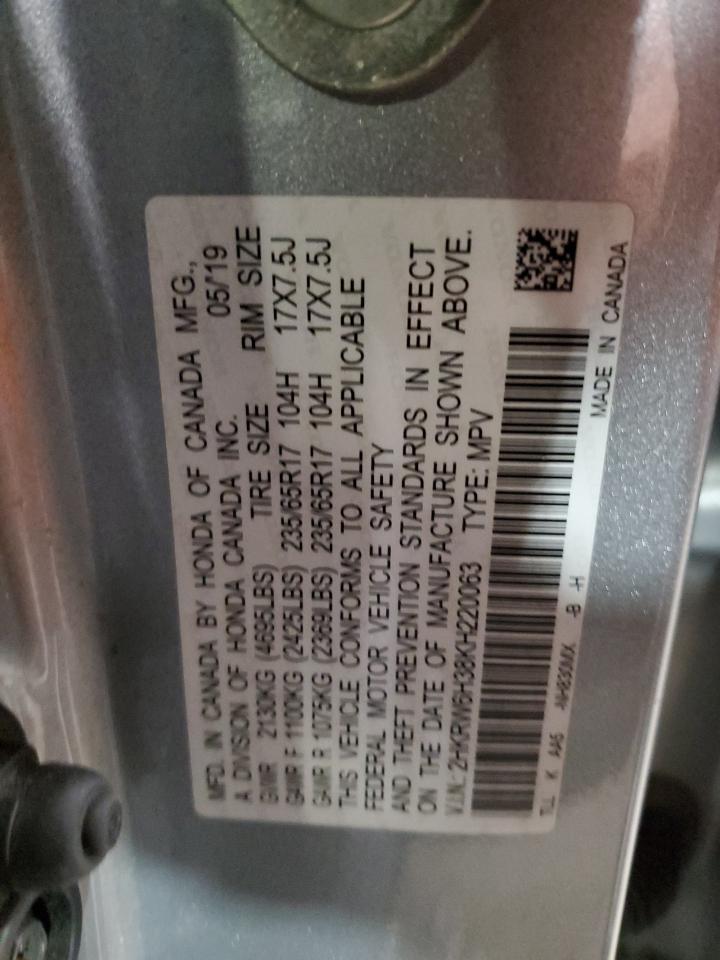 MFD. IN CANADA BY HONDA OF CANADA MFG.,
A DIVISION OF HONDA CANADA INC. 05/19
GVWR 2130KG (4695LBS) TIRE SIZE RIM SIZE
GAWR F 1100KG (2425LBS) 235/65R17 104H 17X7.5J
GAWR R 1075KG (2369LBS) 235/65R17 104H 17X7.5J
THIS VEHICLE CONFORMS TO ALL APPLICABLE
FEDERAL MOTOR VEHICLE SAFETY
AND THEFT PREVENTION STANDARDS IN EFFECT
ON THE DATE OF MANUFACTURE SHOWN ABOVE.
V.I.N.: 2HKRW6H38KH220063 TYPE: MPV
TLL K AA5 -NH830MX -B -H MADE IN CANADA